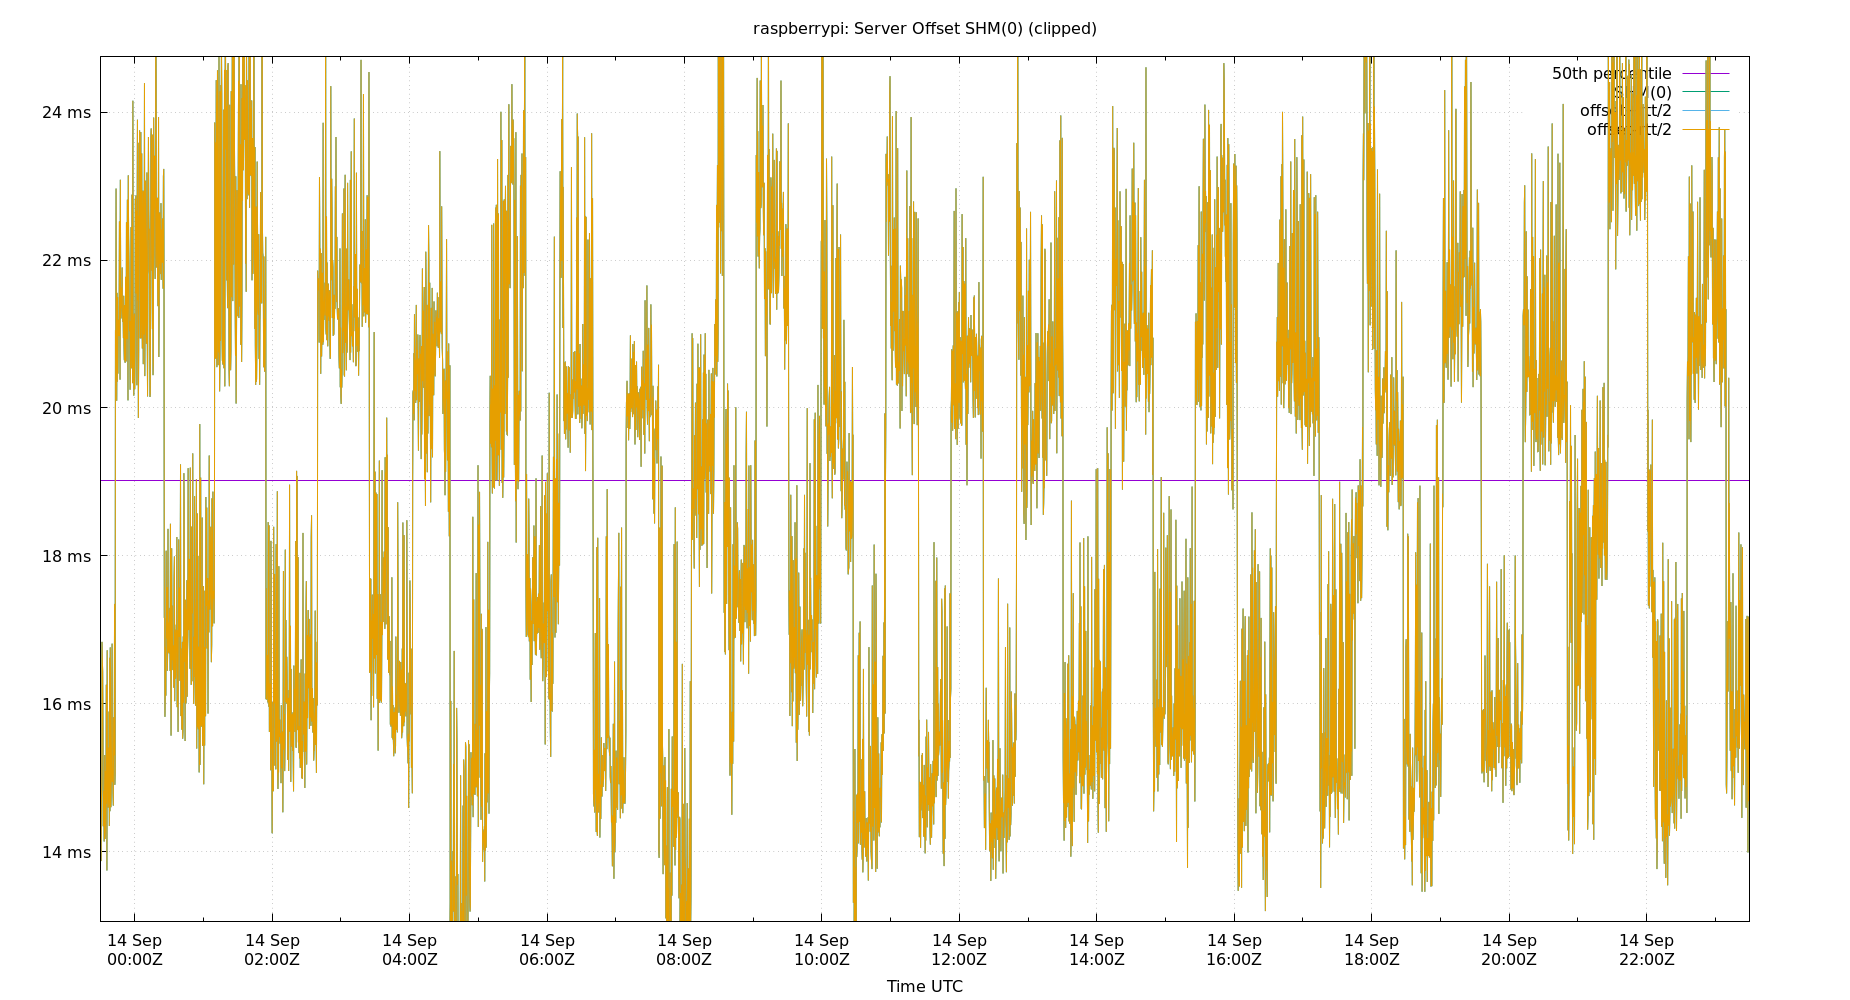 raspberrypi: Server Offset SHM(0) (clipped)
50th percentile
SHM(0)
24 ms
22 ms
20 ms
18 ms
16 ms
14 ms
14 Sep 14 Sep 14 Sep 14 Sep 14 Sep 14 Sep 14 Sep 14 Sep 14 Sep 14 Sep 14 Sep 14 Sep
00:00Z 02:00Z 04:00Z 06:00Z 08:00Z 10:00Z 12:00Z 14:00Z 16:00Z 18:00Z 20:00Z 22:00Z
Time UTC